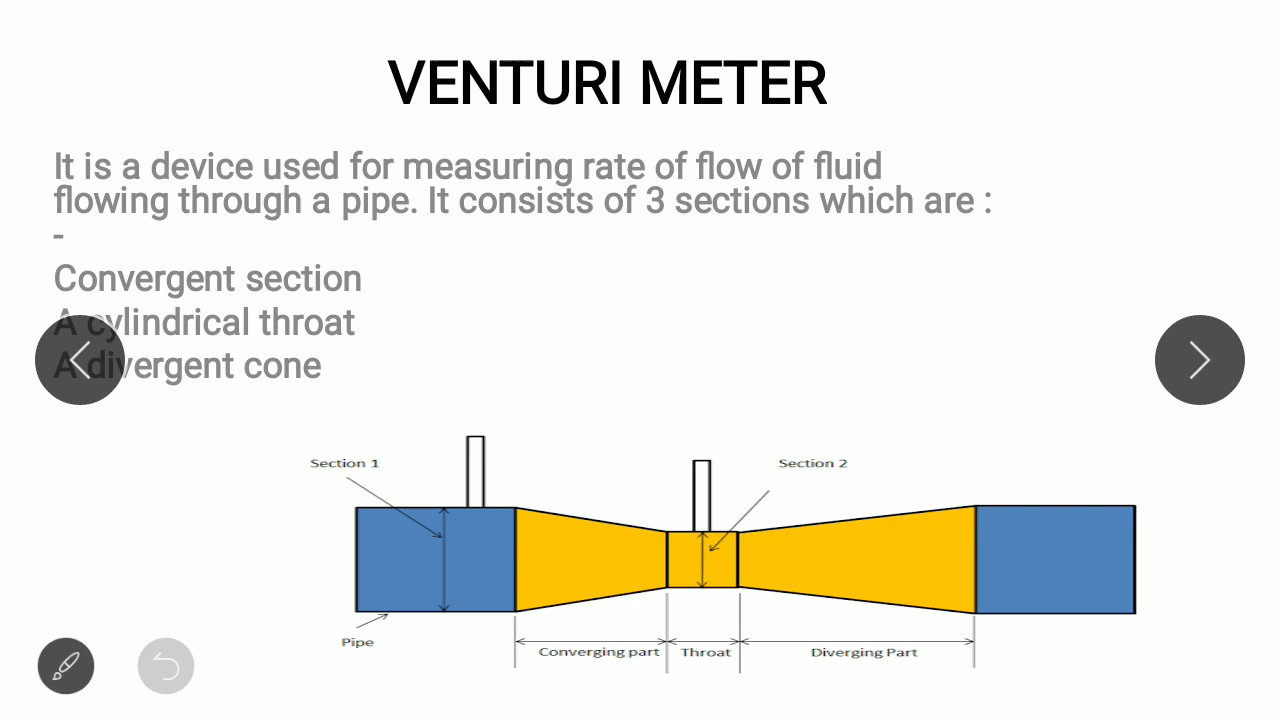 VENTURI METER
It is a device used for measuring rate of flow of fluid
flowing through a pipe. It consists of 3 sections which are :
-
Convergent section
A cylindrical throat
A divergent cone
Section 1
Section 2
Pipe
Converging part
Throat
Diverging Part